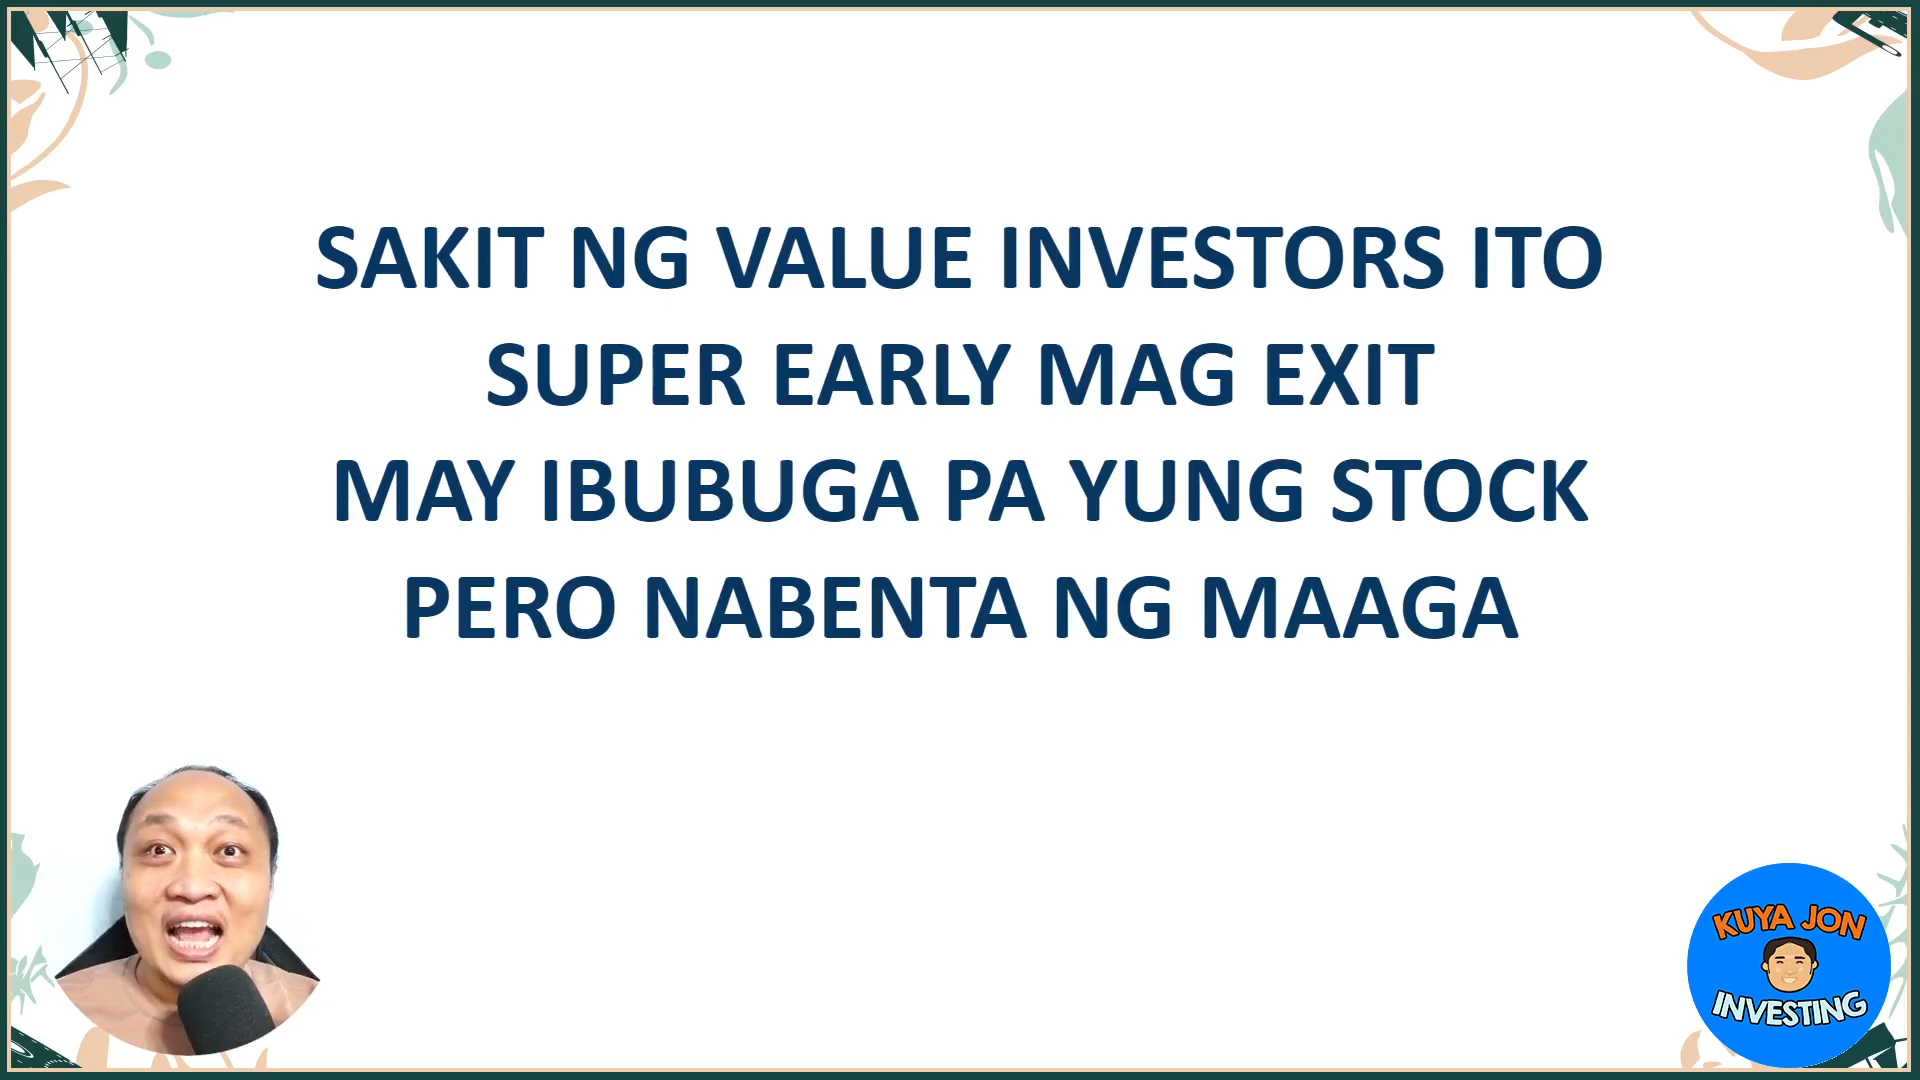 SAKIT NG VALUE INVESTORS ITO
SUPER EARLY MAG EXIT
MAY IBUBUGA PA YUNG STOCK
PERO NABENTA NG MAAGA
KUYA JON
INVESTING